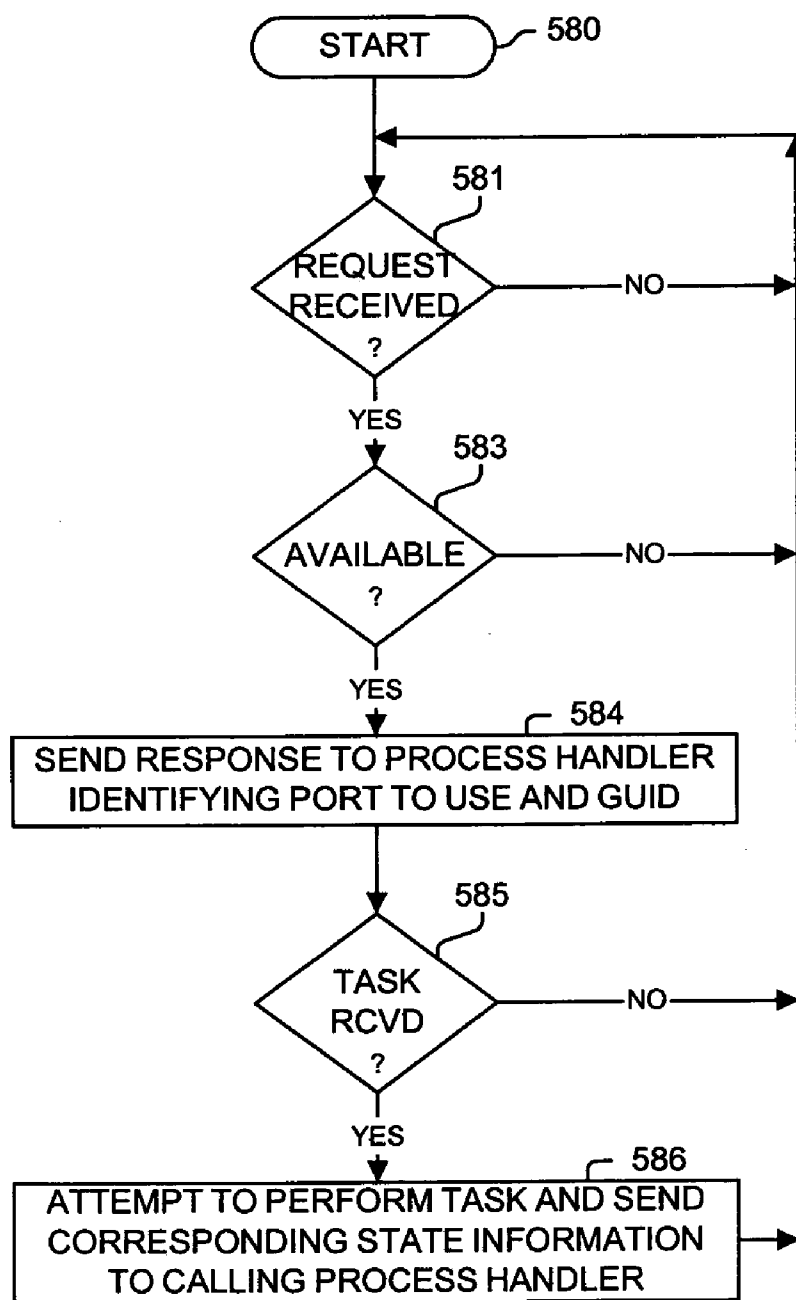 START
580
581
REQUEST
RECEIVED
?
NO
YES
583
AVAILABLE
?
NO
YES
584
SEND RESPONSE TO PROCESS HANDLER
IDENTIFYING PORT TO USE AND GUID
585
TASK
RCVD
?
NO
YES
586
ATTEMPT TO PERFORM TASK AND SEND
CORRESPONDING STATE INFORMATION
TO CALLING PROCESS HANDLER